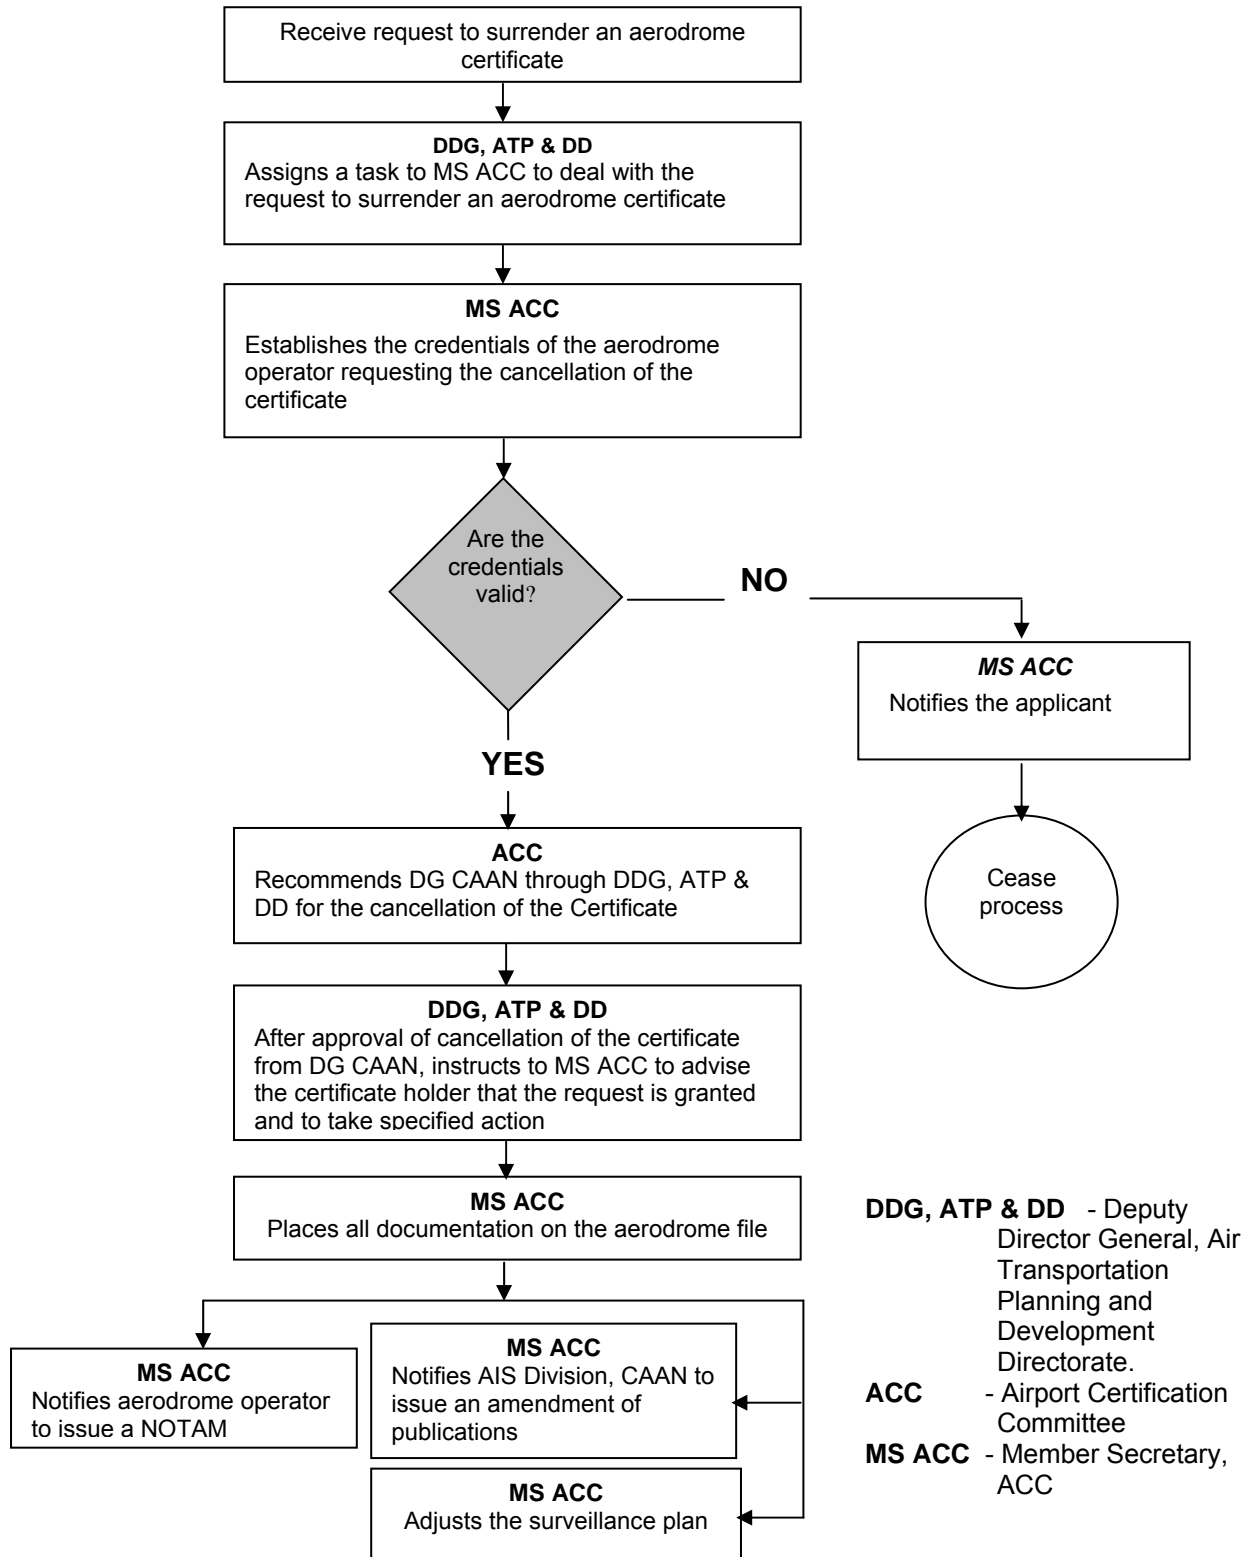 Receive request to surrender an aerodrome
certificate
DDG, ATP & DD
Assigns a task to MS ACC to deal with the
request to surrender an aerodrome certificate
MS ACC
Establishes the credentials of the aerodrome
operator requesting the cancellation of the
certificate
Are the
credentials
valid?
NO
MS ACC
Notifies the applicant
Cease
process
YES
ACC
Recommends DG CAAN through DDG, ATP &
DD for the cancellation of the Certificate
DDG, ATP & DD
After approval of cancellation of the certificate
from DG CAAN, instructs to MS ACC to advise
the certificate holder that the request is granted
and to take specified action
MS ACC
Places all documentation on the aerodrome file
MS ACC
Notifies aerodrome operator
to issue a NOTAM
MS ACC
Notifies AIS Division, CAAN to
issue an amendment of
publications
MS ACC
Adjusts the surveillance plan
DDG, ATP & DD - Deputy
Director General, Air
Transportation
Planning and
Development
Directorate.
ACC - Airport Certification
Committee
MS ACC - Member Secretary,
ACC